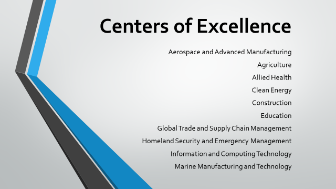 Centers of Excellence
Aerospace and Advanced Manufacturing
Agriculture
Allied Health
Clean Energy
Construction
Education
Global Trade and Supply Chain Management
Homeland Security and Emergency Management
Information and Computing Technology
Marine Manufacturing and Technology